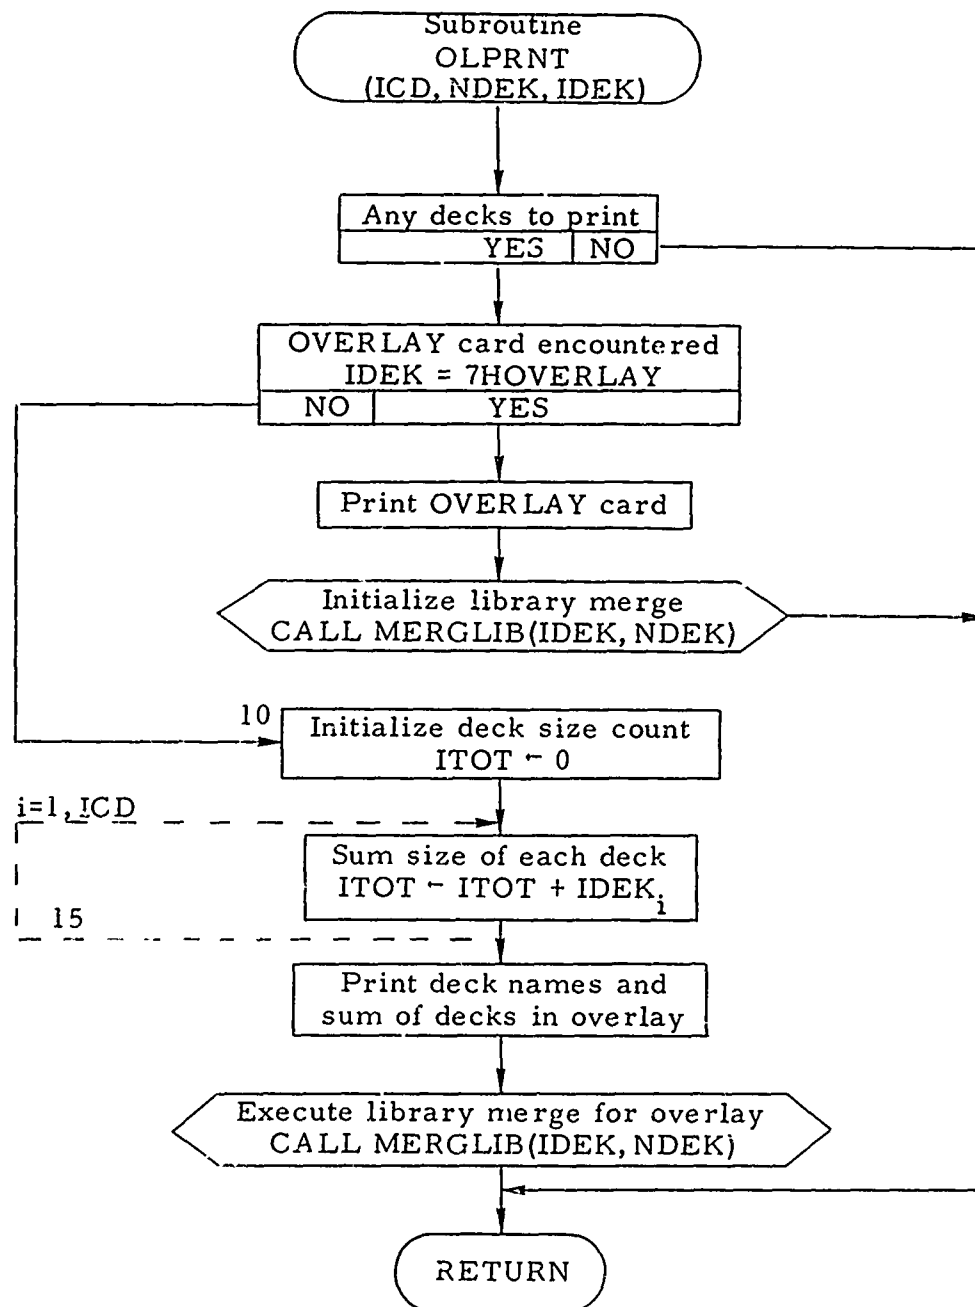 Subroutine
OLPRNT
(ICD, NDEK, IDEK)
Any decks to print
YES NO
OVERLAY card encountered
IDEK = 7HOVERLAY
NO YES
Print OVERLAY card
Initialize library merge
CALL MERGLIB(IDEK, NDEK)
10
Initialize deck size count
ITOT ← 0
i=1, ICD
Sum size of each deck
ITOT ← ITOT + IDEKi
15
Print deck names and
sum of decks in overlay
Execute library merge for overlay
CALL MERGLIB(IDEK, NDEK)
RETURN